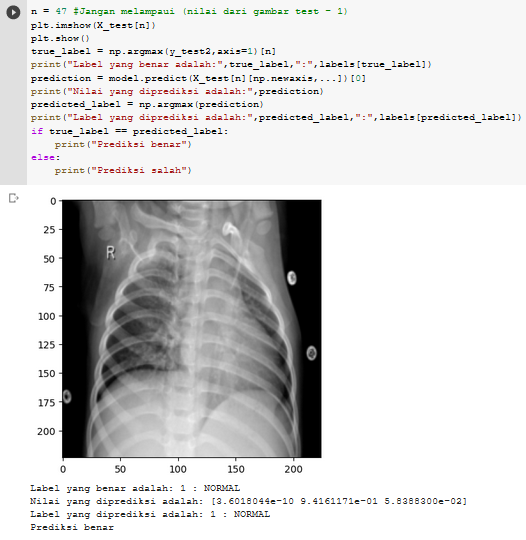 n = 47 #Jangan melampaui (nilai dari gambar test - 1)
plt.imshow(X_test[n])
plt.show()
true_label = np.argmax(y_test2,axis=1)[n]
print("Label yang benar adalah:",true_label,":",labels[true_label])
prediction = model.predict(X_test[n][np.newaxis,...])[0]
print("Nilai yang diprediksi adalah:",prediction)
predicted_label = np.argmax(prediction)
print("Label yang diprediksi adalah:",predicted_label,":",labels[predicted_label])
if true_label == predicted_label:
    print("Prediksi benar")
else:
    print("Prediksi salah")
0
25
50
75
100
125
150
175
200
R
0 50 100 150 200
Label yang benar adalah: 1 : NORMAL
Nilai yang diprediksi adalah: [3.6018044e-10 9.4161171e-01 5.8388300e-02]
Label yang diprediksi adalah: 1 : NORMAL
Prediksi benar